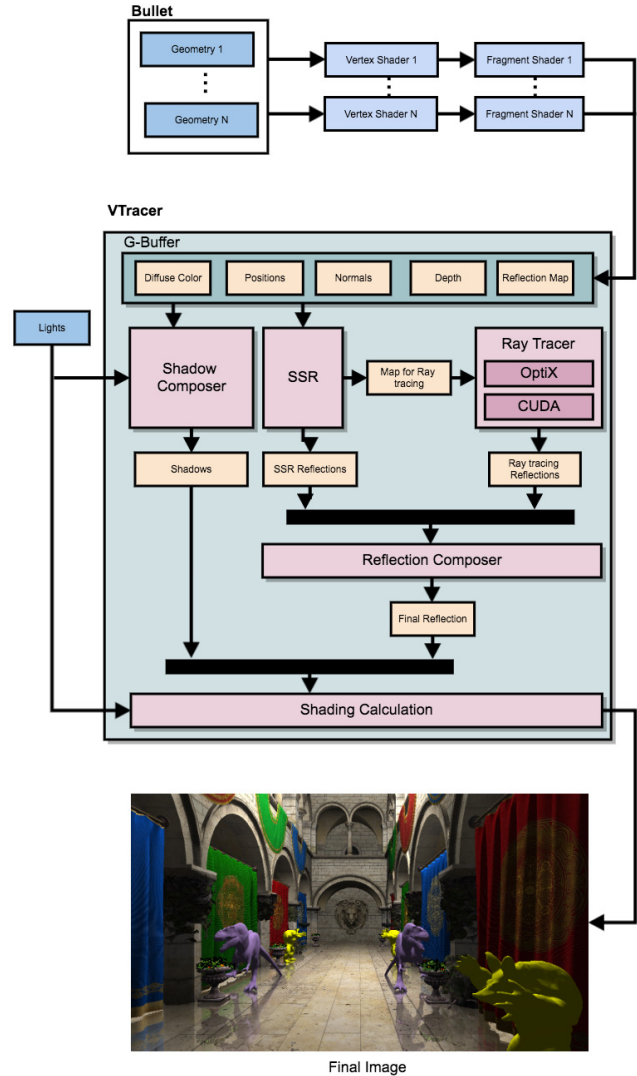 Bullet
Geometry 1
Vertex Shader 1
Fragment Shader 1
Geometry N
Vertex Shader N
Fragment Shader N
VTracer
G-Buffer
Diffuse Color
Positions
Normals
Depth
Reflection Map
Lights
Shadow
Composer
SSR
Map for Ray
tracing
Ray Tracer
OptiX
CUDA
Shadows
SSR Reflections
Ray tracing
Reflections
Reflection Composer
Final Reflection
Shading Calculation
Final Image